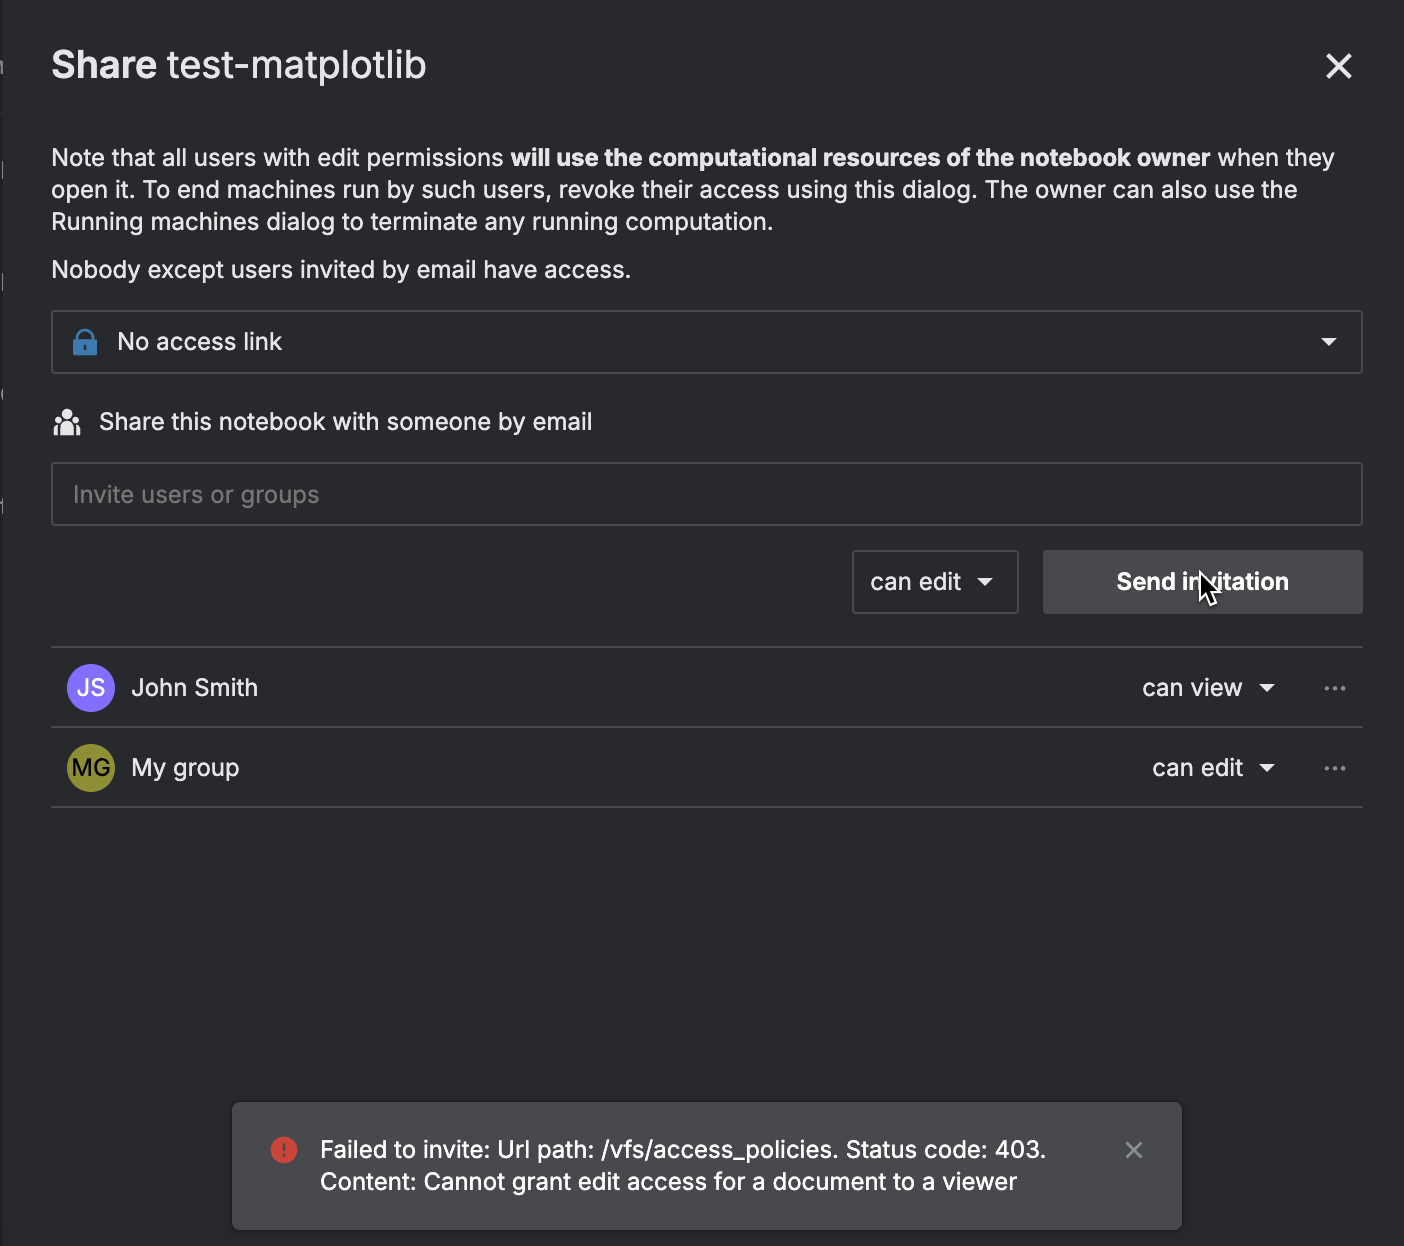 Share test-matplotlib
Note that all users with edit permissions will use the computational resources of the notebook owner when they
open it. To end machines run by such users, revoke their access using this dialog. The owner can also use the
Running machines dialog to terminate any running computation.
Nobody except users invited by email have access.
No access link
Share this notebook with someone by email
Invite users or groups
can edit
Send invitation
JS John Smith can view
MG My group can edit
Failed to invite: Url path: /vfs/access_policies. Status code: 403.
Content: Cannot grant edit access for a document to a viewer